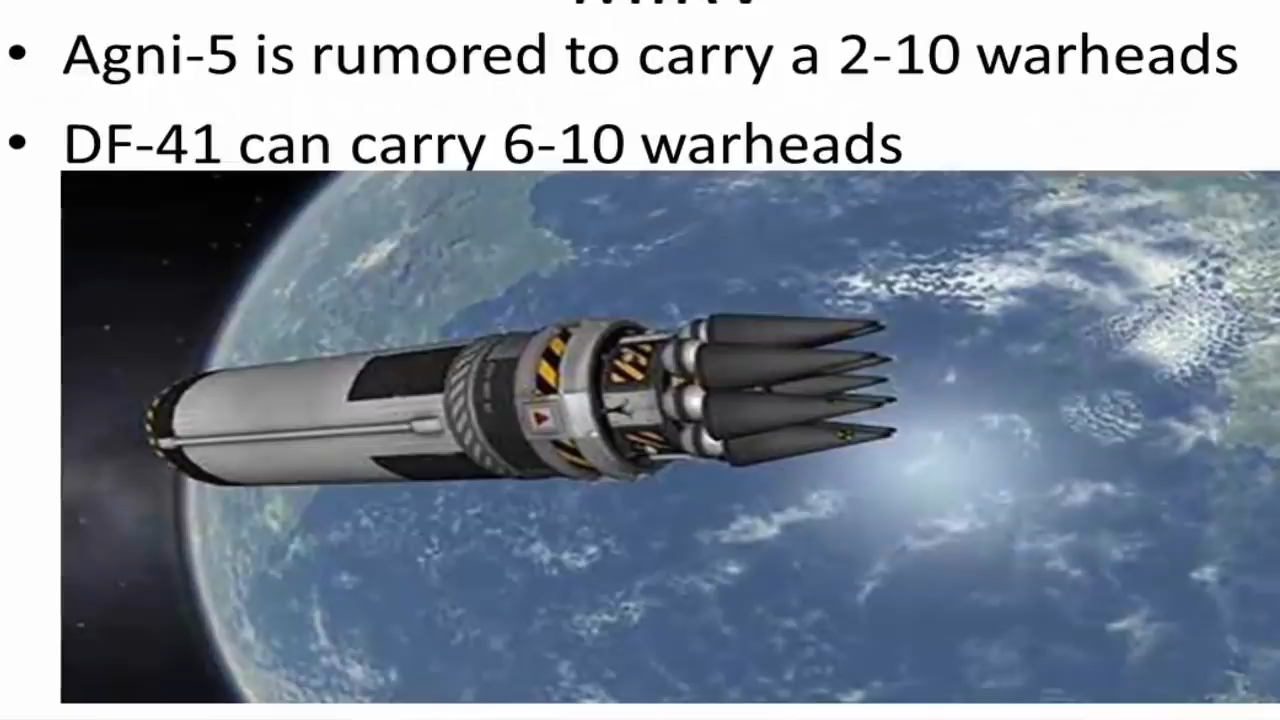 • Agni-5 is rumored to carry a 2-10 warheads
• DF-41 can carry 6-10 warheads